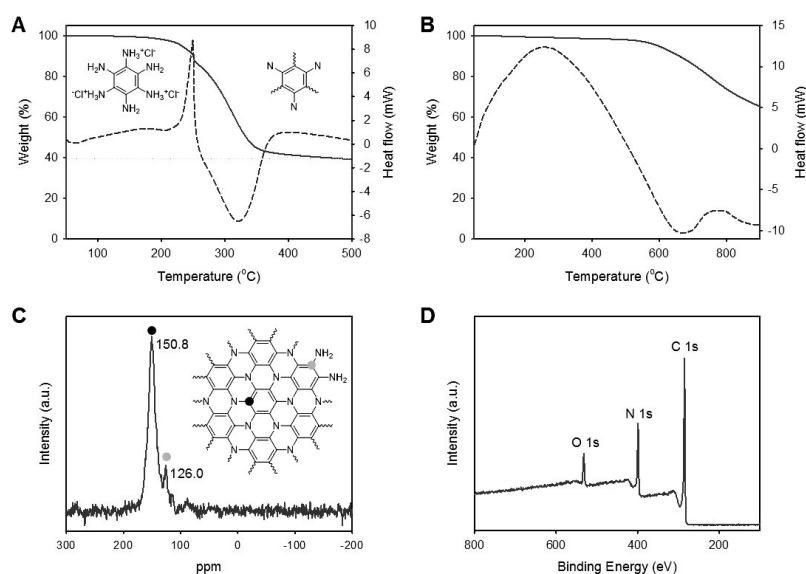 A
100
80
60
40
20
0
Weight (%)
NH₃⁺Cl⁻
NH₂
NH₂
⁻Cl⁺H₃N
NH₃⁺Cl⁻
NH₂
N
N
N
10
8
6
4
2
0
-2
-4
-6
-8
Heat flow (mW)
100
200
300
400
500
Temperature (°C)
B
100
80
60
40
20
0
Weight (%)
15
10
5
0
-5
-10
Heat flow (mW)
200
400
600
800
Temperature (°C)
C
Intensity (a.u.)
150.8
126.0
N
N
NH₂
NH₂
N
N
N
N
N
N
N
N
N
N
300
200
100
0
-100
-200
ppm
D
Intensity (a.u.)
O 1s
N 1s
C 1s
800
600
400
200
Binding Energy (eV)